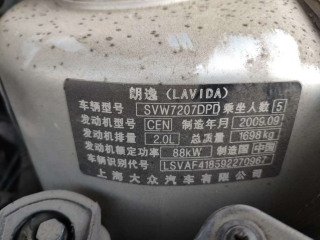 朗逸 (LAVIDA)
车辆型号 SVW7207DPD 乘坐人数 5
发动机型号 CEN 制造年月 2009.09
发动机排量 2.0L 总质量 1698kg
发动机额定功率 88kW 制造国 中国
车辆识别代号 LSVAF418592270967
上海大众汽车有限公司